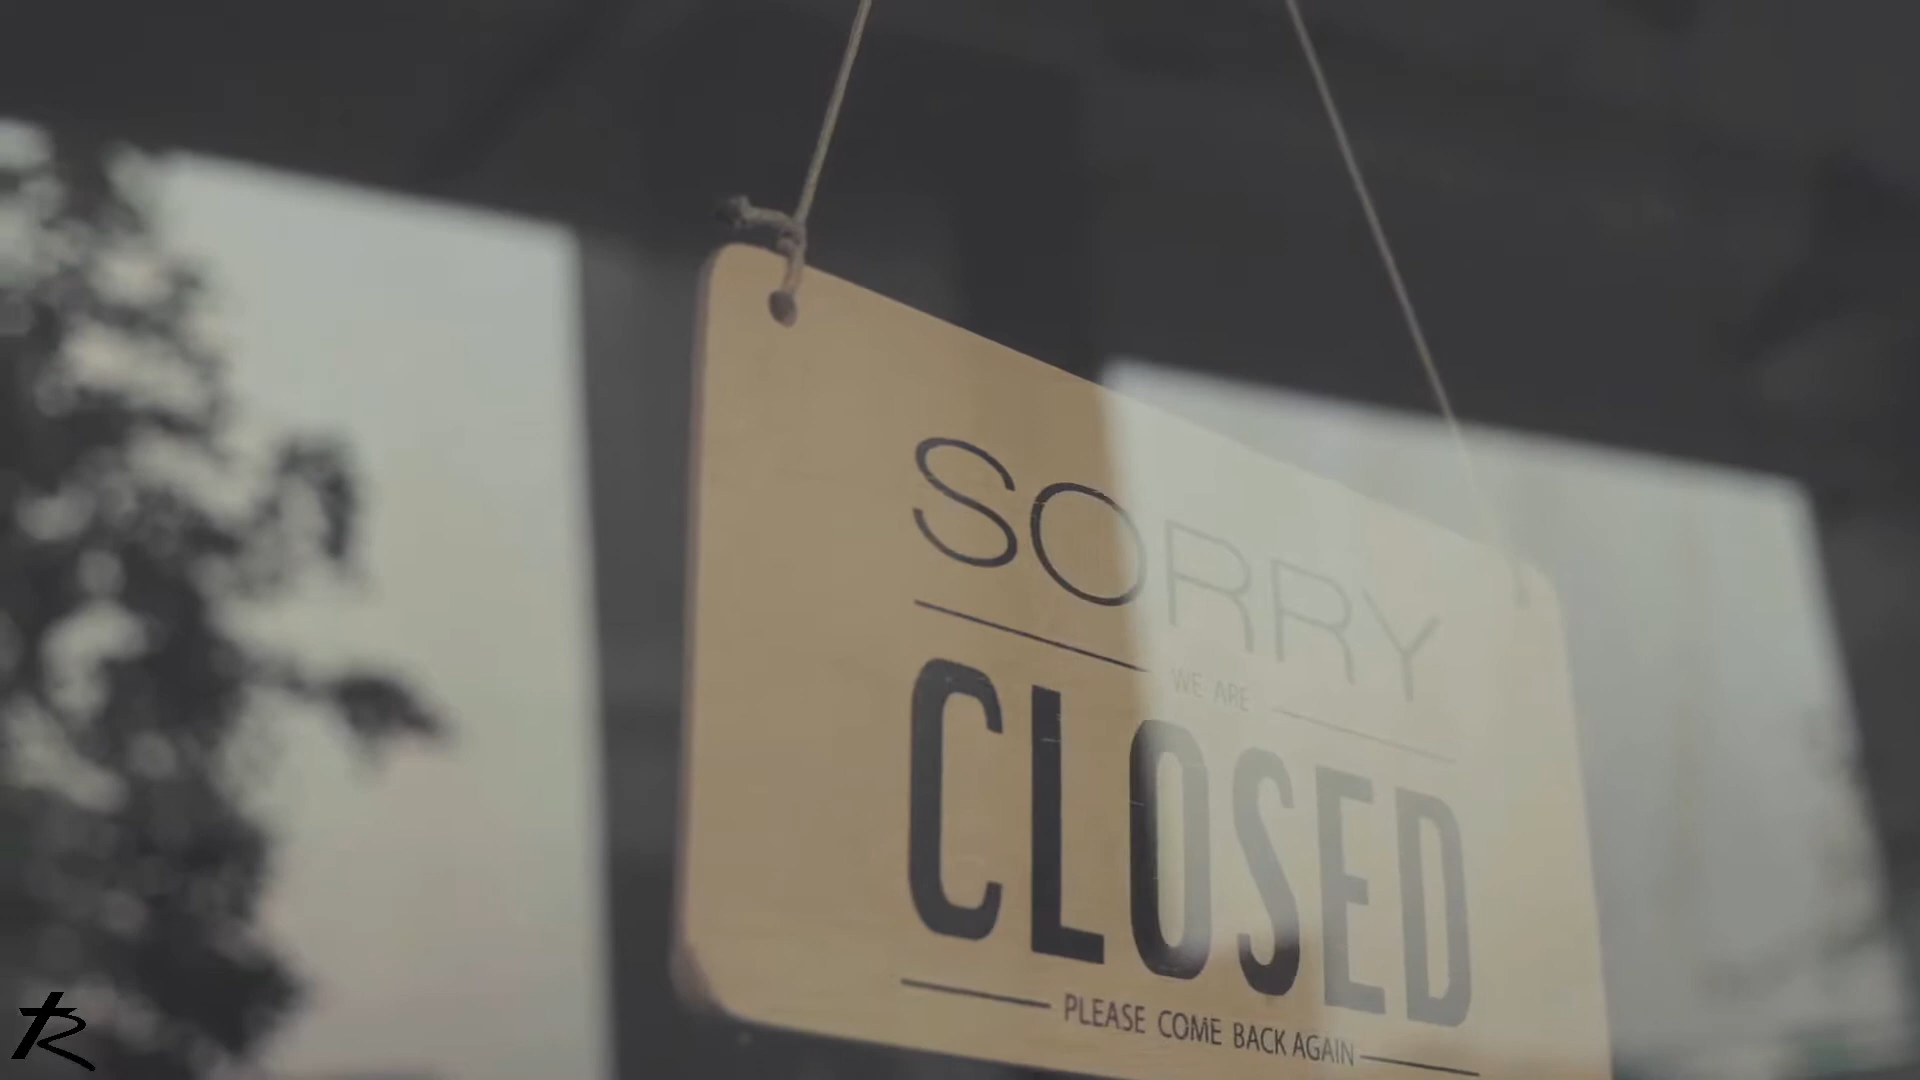 SORRY
WE ARE
CLOSED
PLEASE COME BACK AGAIN